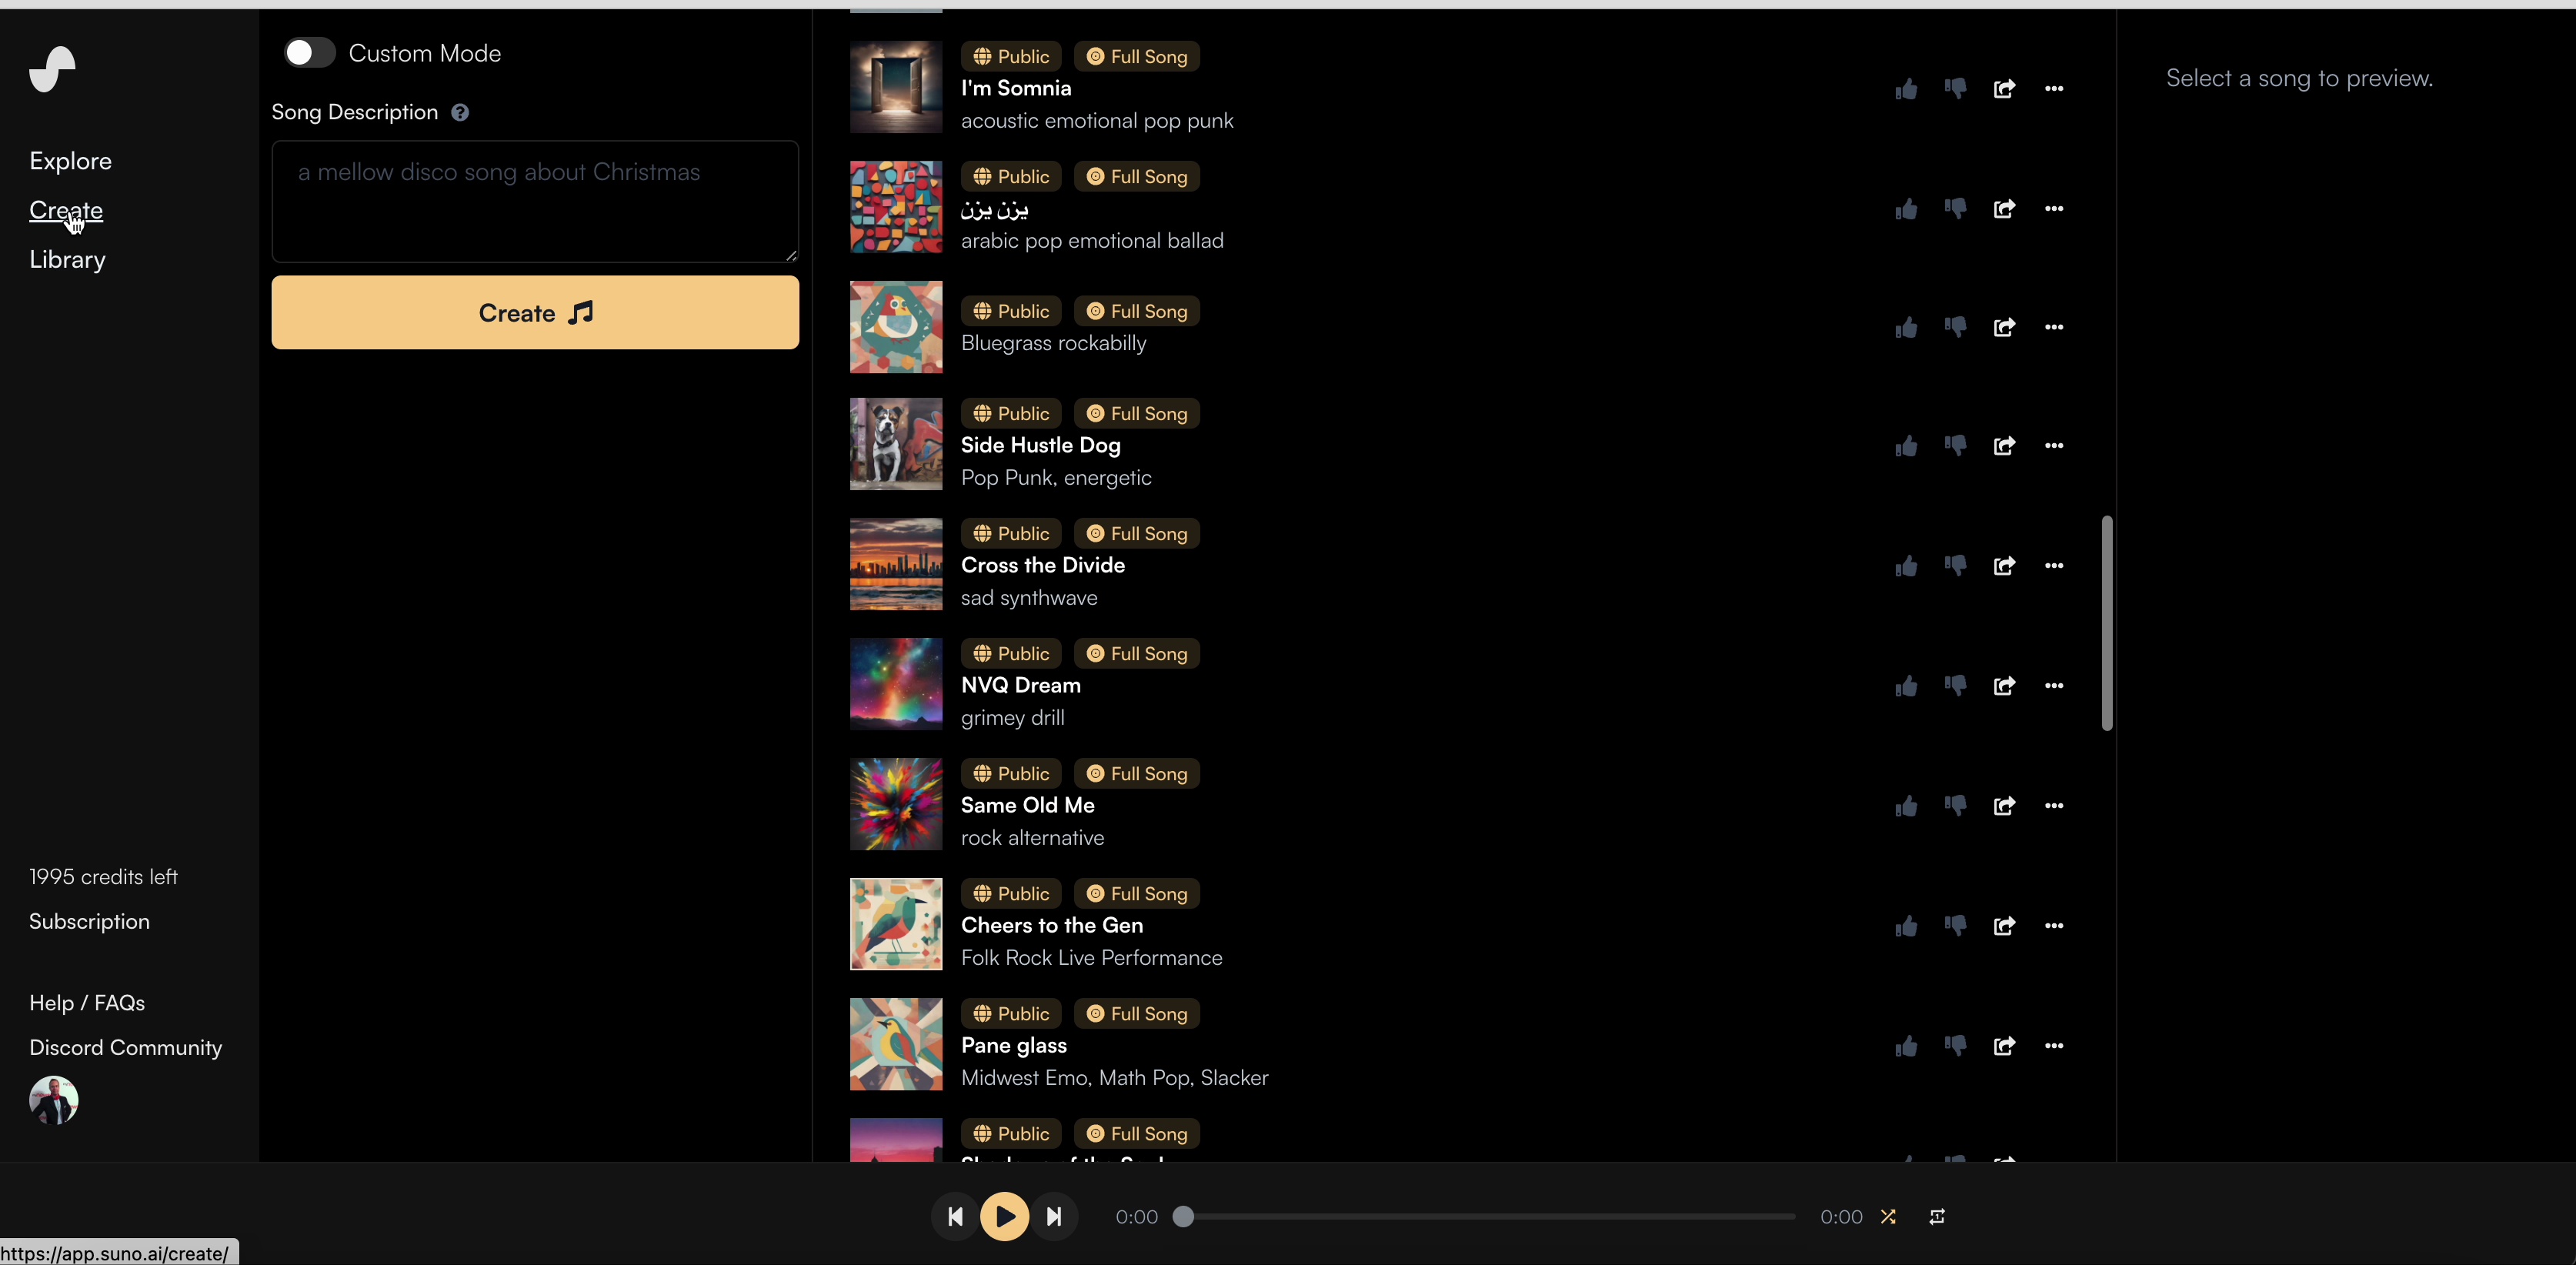 Explore
Create
Library
1995 credits left
Subscription
Help / FAQs
Discord Community
https://app.suno.ai/create/
Custom Mode
Song Description
a mellow disco song about Christmas
Create
Public Full Song
I'm Somnia
acoustic emotional pop punk
Public Full Song
يزن يزن
arabic pop emotional ballad
Public Full Song
Bluegrass rockabilly
Public Full Song
Side Hustle Dog
Pop Punk, energetic
Public Full Song
Cross the Divide
sad synthwave
Public Full Song
NVQ Dream
grimey drill
Public Full Song
Same Old Me
rock alternative
Public Full Song
Cheers to the Gen
Folk Rock Live Performance
Public Full Song
Pane glass
Midwest Emo, Math Pop, Slacker
Public Full Song
Select a song to preview.
0:00 0:00